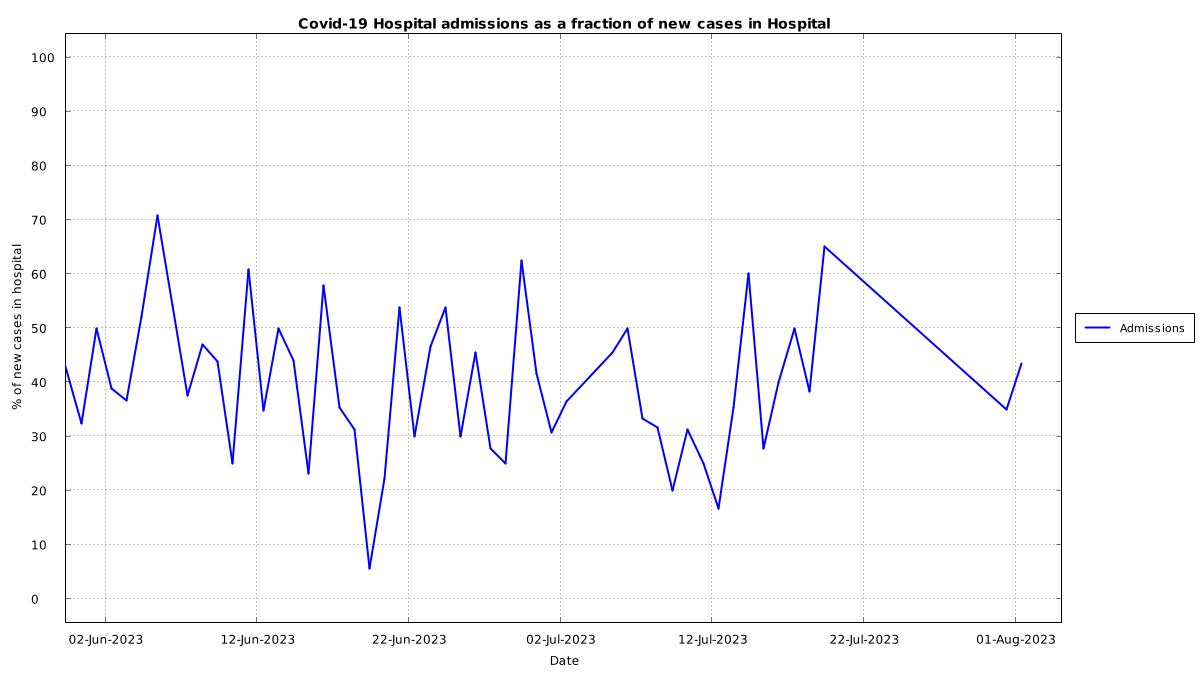 Covid-19 Hospital admissions as a fraction of new cases in Hospital
100
90
80
70
60
50
40
30
20
10
0
% of new cases in hospital
02-Jun-2023
12-Jun-2023
22-Jun-2023
02-Jul-2023
12-Jul-2023
22-Jul-2023
01-Aug-2023
Date
Admissions